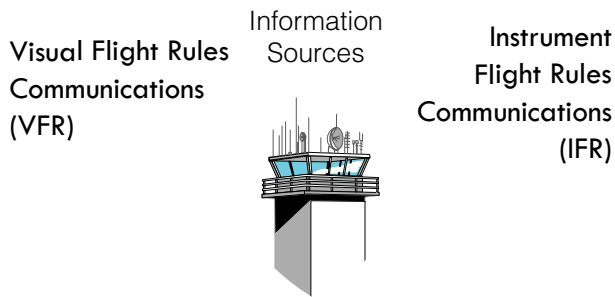 Visual Flight Rules
Communications
(VFR)
Information
Sources
Instrument
Flight Rules
Communications
(IFR)